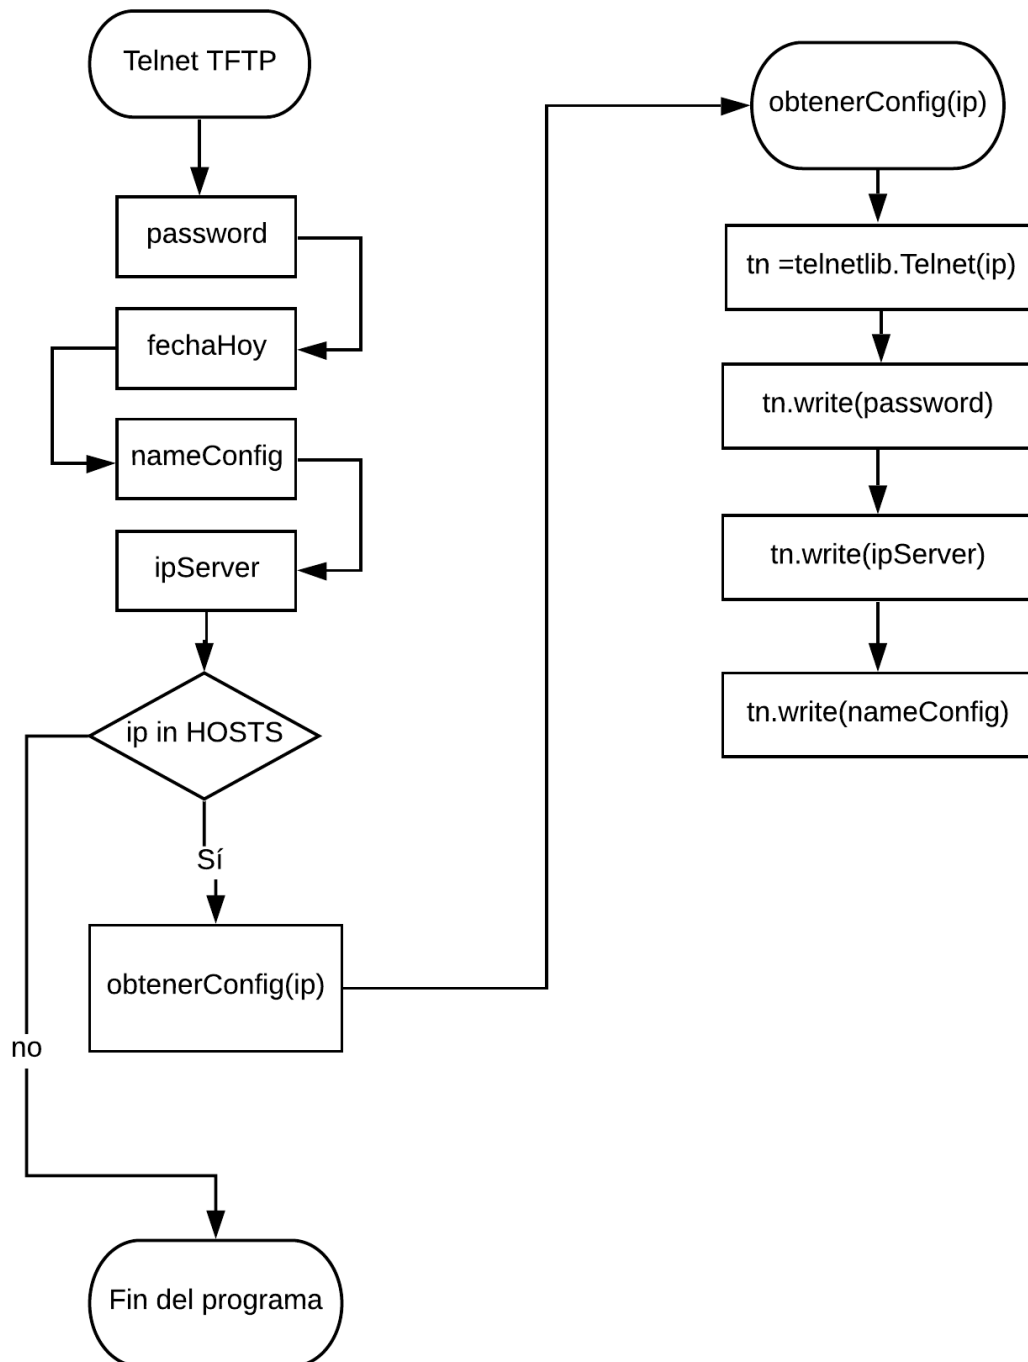 Telnet TFTP
password
fechaHoy
nameConfig
ipServer
ip in HOSTS
Sí
obtenerConfig(ip)
no
Fin del programa
obtenerConfig(ip)
tn =telnetlib.Telnet(ip)
tn.write(password)
tn.write(ipServer)
tn.write(nameConfig)